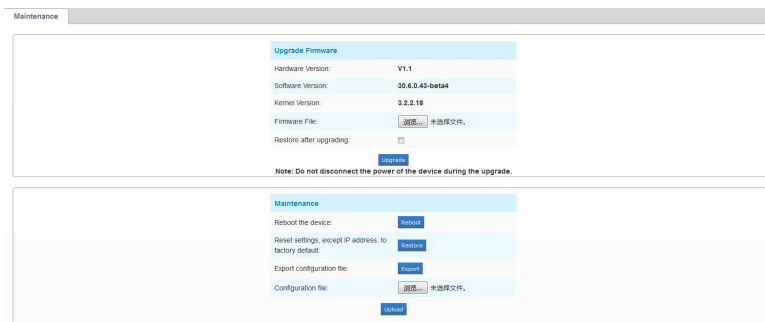 Maintenance
Upgrade Firmware
Hardware Version: V1.1
Software Version: 30.6.0.43-beta4
Kernel Version: 3.2.2.18
Firmware File: 浏览... 未选择文件。
Restore after upgrading:
Upgrade
Note: Do not disconnect the power of the device during the upgrade.
Maintenance
Reboot the device: Reboot
Reset settings, except IP address, to
factory default: Restore
Export configuration file: Export
Configuration file: 浏览... 未选择文件。
Upload